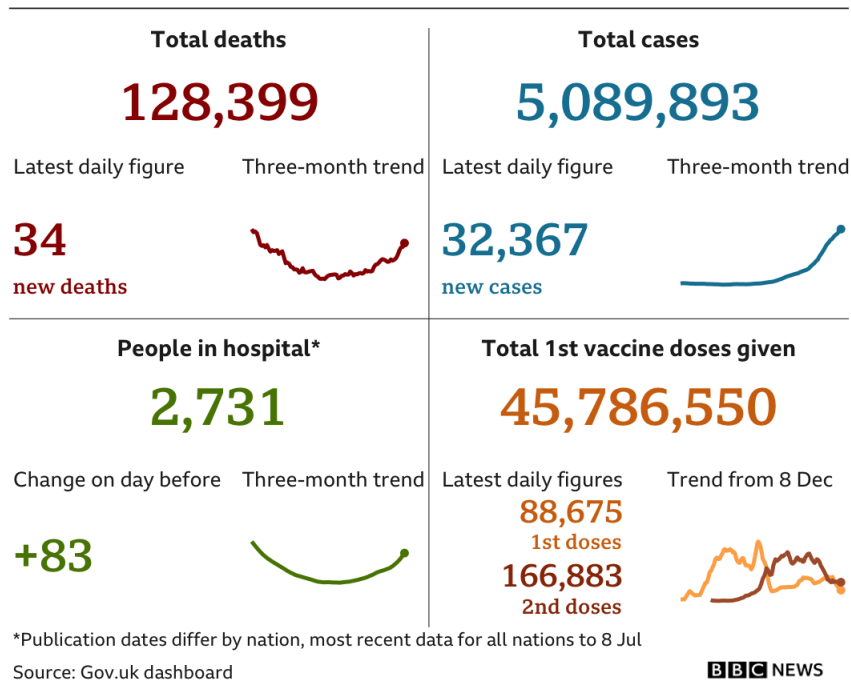 Total deaths
128,399
Latest daily figure
Three-month trend
34
new deaths
Total cases
5,089,893
Latest daily figure
Three-month trend
32,367
new cases
People in hospital*
2,731
Change on day before
Three-month trend
+83
Total 1st vaccine doses given
45,786,550
Latest daily figures
Trend from 8 Dec
88,675
1st doses
166,883
2nd doses
*Publication dates differ by nation, most recent data for all nations to 8 Jul
Source: Gov.uk dashboard
BBC NEWS